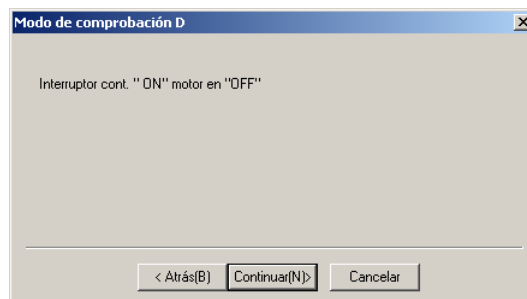 Modo de comprobación D
Interruptor cont. " ON" motor en "OFF"
< Atrás(B) Continuar(N)> Cancelar